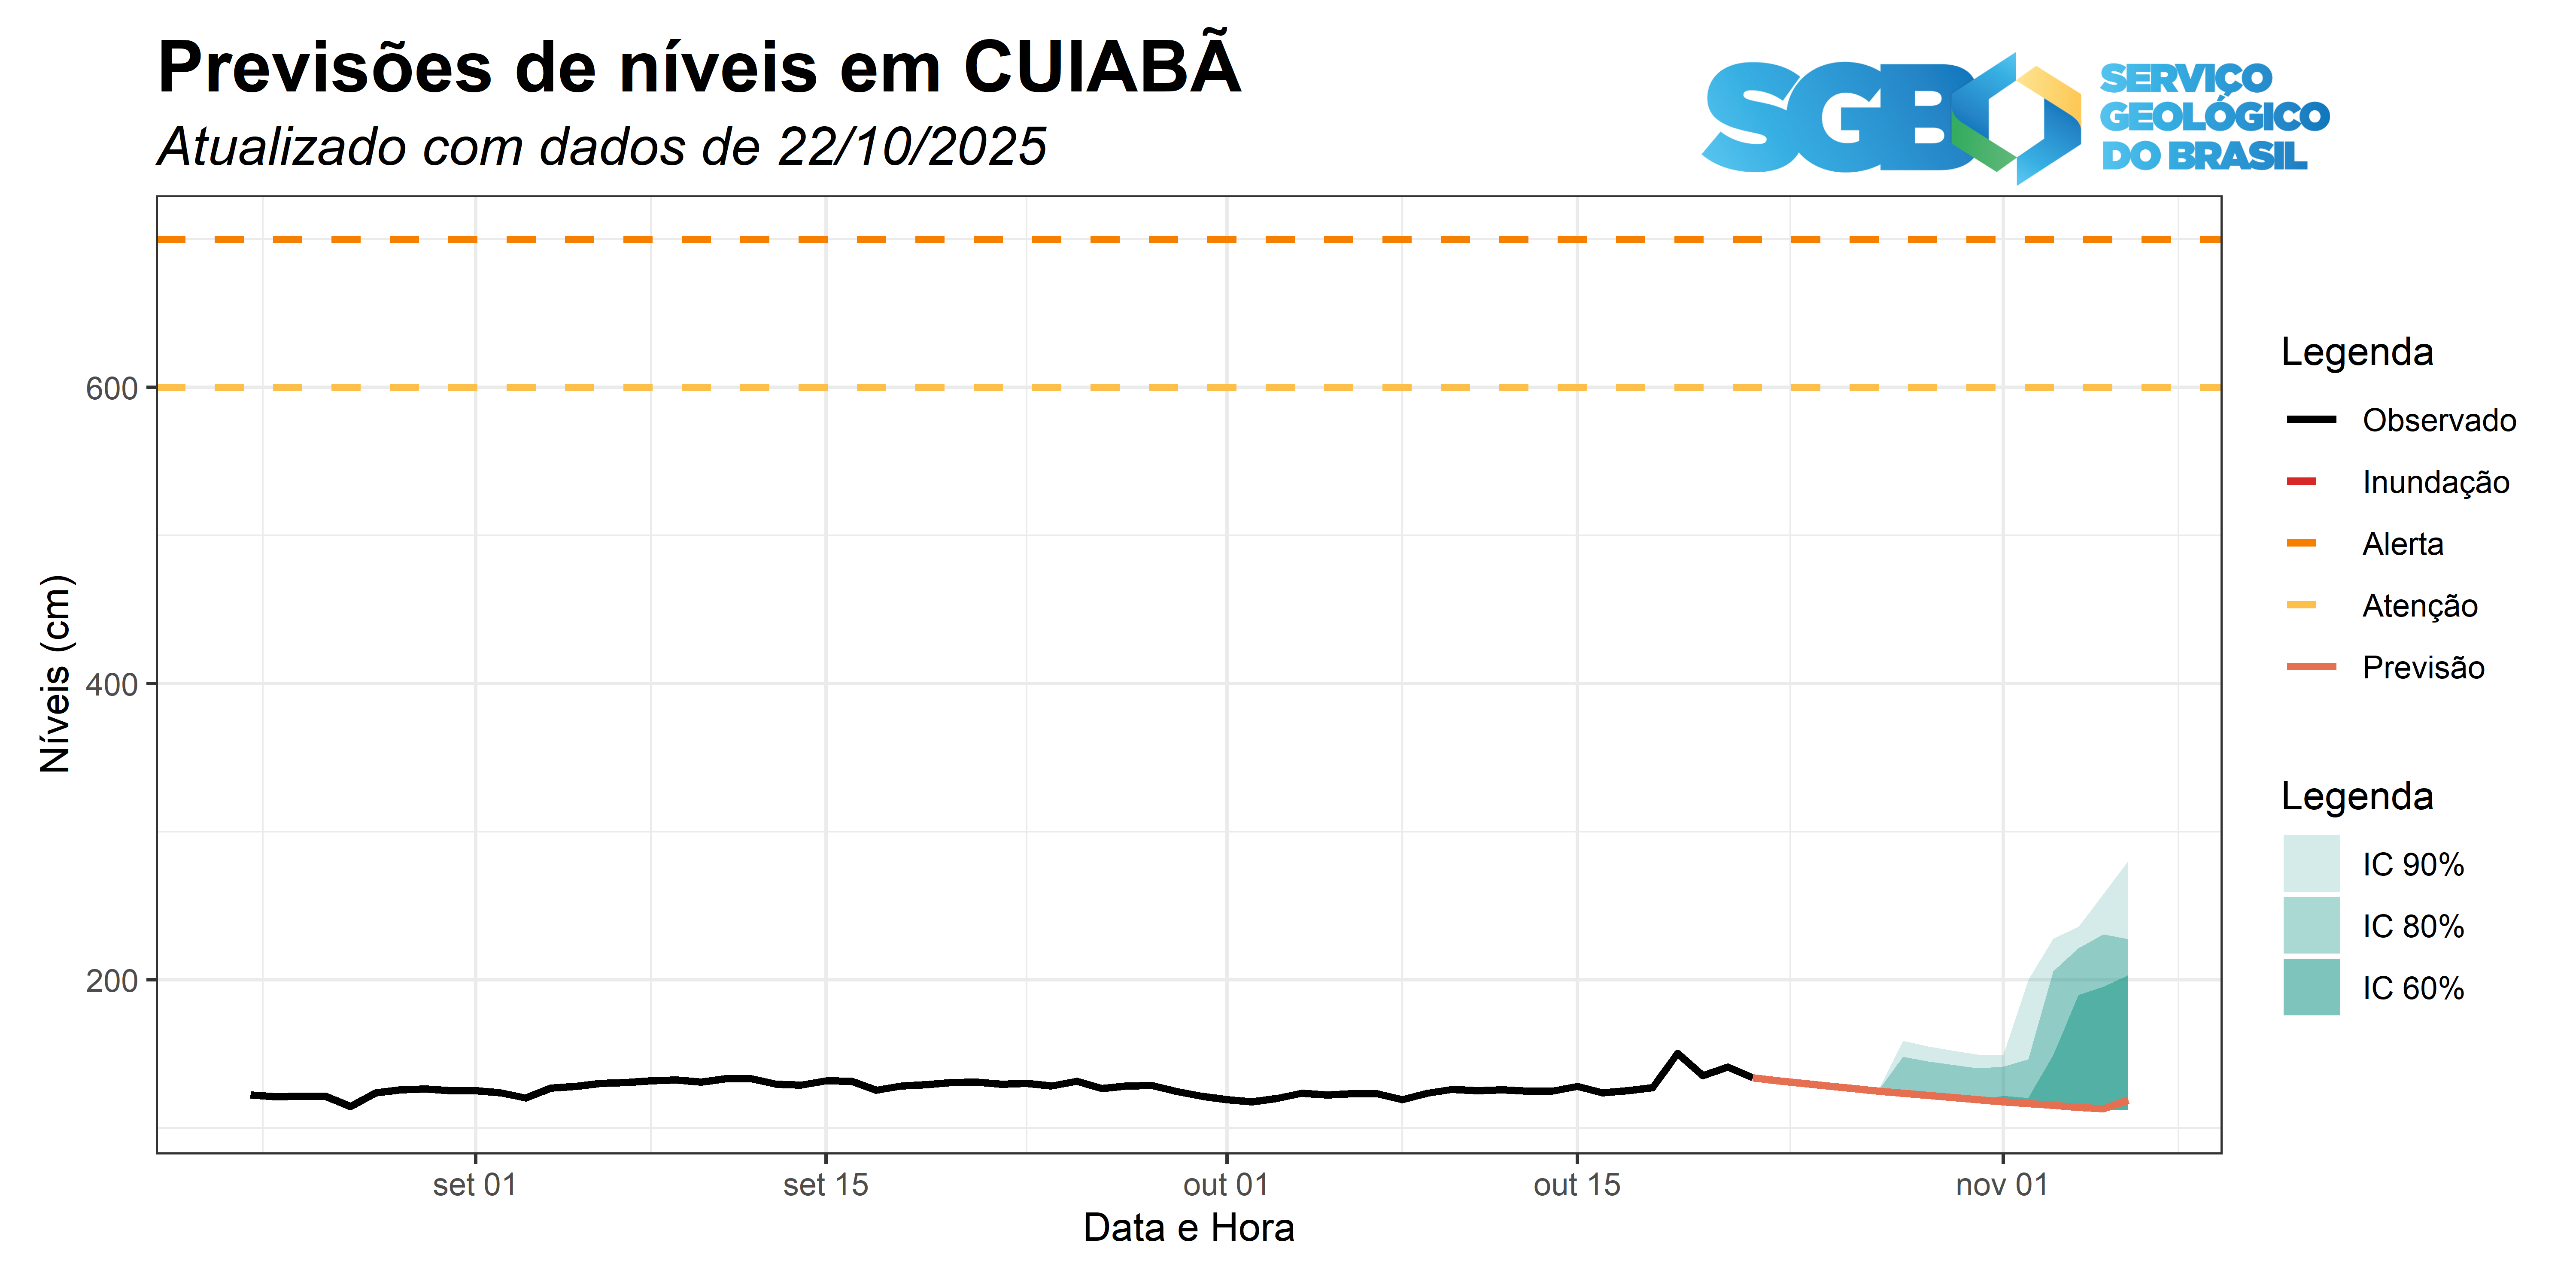 Previsões de níveis em CUIABÃ
Atualizado com dados de 22/10/2025
SGB
SERVIÇO
GEOLÓGICO
DO BRASIL
Níveis (cm)
600
400
200
set 01
set 15
out 01
out 15
nov 01
Data e Hora
Legenda
Observado
Inundação
Alerta
Atenção
Previsão
Legenda
IC 90%
IC 80%
IC 60%